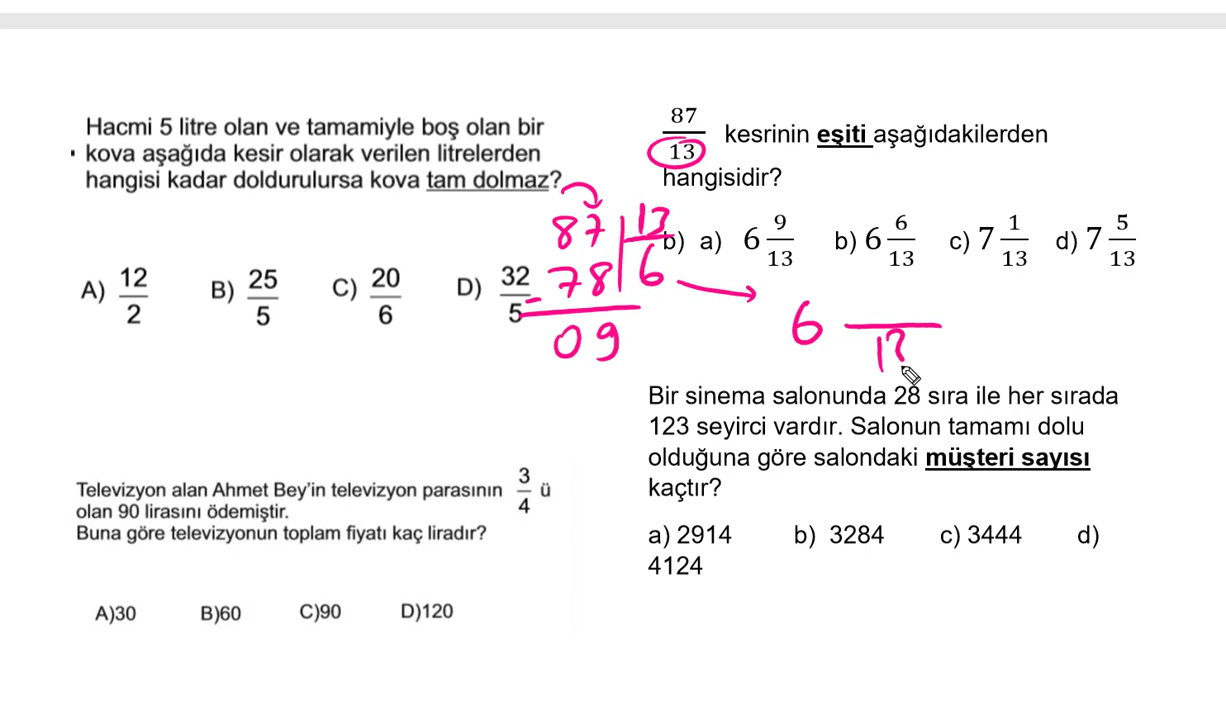 Hacmi 5 litre olan ve tamamiyle boş olan bir
kova aşağıda kesir olarak verilen litrelerden
hangisi kadar doldurulursa kova tam dolmaz?
A) 12/2 B) 25/5 C) 20/6 D) 32/5
87/13 kesrinin eşiti aşağıdakilerden
hangisidir?
b) a) 6 9/13 b) 6 6/13 c) 7 1/13 d) 7 5/13
87 13
- 78 6
09
6 /13
Televizyon alan Ahmet Bey'in televizyon parasının 3/4 ü
olan 90 lirasını ödemiştir.
Buna göre televizyonun toplam fiyatı kaç liradır?
A)30 B)60 C)90 D)120
Bir sinema salonunda 28 sıra ile her sırada
123 seyirci vardır. Salonun tamamı dolu
olduğuna göre salondaki müşteri sayısı
kaçtır?
a) 2914 b) 3284 c) 3444 d)
4124